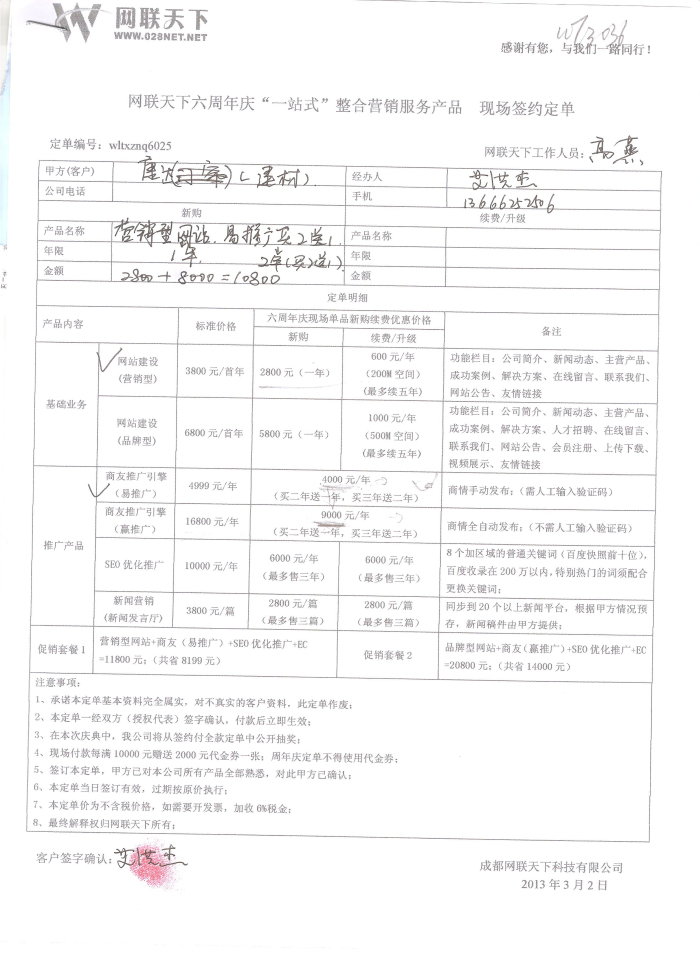 网联天下
WWW.028NET.NET
WT3036
感谢有您，与我们一路同行！
网联天下六周年庆“一站式”整合营销服务产品 现场签约定单
定单编号：wltxznq6025
网联天下工作人员：高燕
甲方(客户) (建材) 经办人 艾洪杰
公司电话 手机 13666252506
新购 续费/升级
产品名称 营销型网站、易推广买2送1 产品名称
年限 1年 2年(买2送1) 年限
金额 2800+8000=10800 金额
定单明细
产品内容 标准价格 六周年庆现场单品新购续费优惠价格 备注
新购 续费/升级
基础业务
网站建设（营销型） 3800 元/首年 2800 元（一年） 600 元/年（200M 空间）（最多续五年） 功能栏目：公司简介、新闻动态、主营产品、
成功案例、解决方案、在线留言、联系我们、
网站公告、友情链接
网站建设（品牌型） 6800 元/首年 5800 元（一年） 1000 元/年（500M 空间）（最多续五年） 功能栏目：公司简介、新闻动态、主营产品、
成功案例、解决方案、人才招聘、在线留言、
联系我们、网站公告、会员注册、上传下载、
视频展示、友情链接
推广产品
商友推广引擎（易推广） 4999 元/年 4000 元/年（买二年送一年，买三年送二年） 商情手动发布；（需人工输入验证码）
商友推广引擎（赢推广） 16800 元/年 9000 元/年（买二年送一年，买三年送二年） 商情全自动发布；（不需人工输入验证码）
SEO 优化推广 10000 元/年 6000 元/年（最多售三年） 6000 元/年（最多售三年） 8 个加区域的普通关键词（百度快照前十位），
百度收录在 200 万以内，特别热门的词须配合
更换关键词；
新闻营销（新闻发言厅） 3800 元/篇 2800 元/篇（最多售三篇） 2800 元/篇（最多售三篇） 同步到 20 个以上新闻平台，根据甲方情况预
存，新闻稿件由甲方提供；
促销套餐 1 营销型网站+商友（易推广）+SEO 优化推广+EC
=11800 元；（共省 8199 元）
促销套餐 2 品牌型网站+商友（赢推广）+SEO 优化推广+EC
=20800 元；（共省 14000 元）
注意事项：
1、承诺本定单基本资料完全属实，对不真实的客户资料，此定单作废；
2、本定单一经双方（授权代表）签字确认，付款后立即生效；
3、在本次庆典中，我公司将从签约付全款定单中公开抽奖；
4、现场付款每满 10000 元赠送 2000 元代金券一张；周年庆定单不得使用代金券；
5、签订本定单，甲方已对本公司所有产品全部熟悉，对此甲方已确认；
6、本定单当日签订有效，过期按原价执行；
7、本定单价为不含税价格，如需要开发票，加收 6%税金；
8、最终解释权归网联天下所有；
客户签字确认：艾洪杰
成都网联天下科技有限公司
2013 年 3 月 2 日